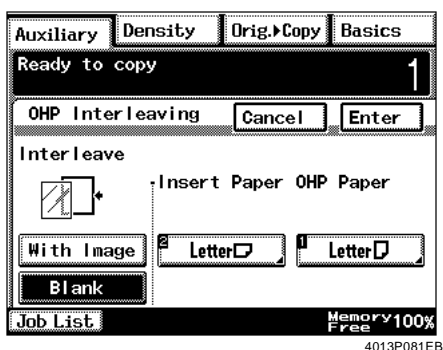 Auxiliary Density Orig.▶Copy Basics
Ready to copy 1
OHP Interleaving Cancel Enter
Interleave
Insert Paper OHP Paper
With Image 2 Letter 1 Letter
Blank
Job List Memory Free 100%
4013P081EB